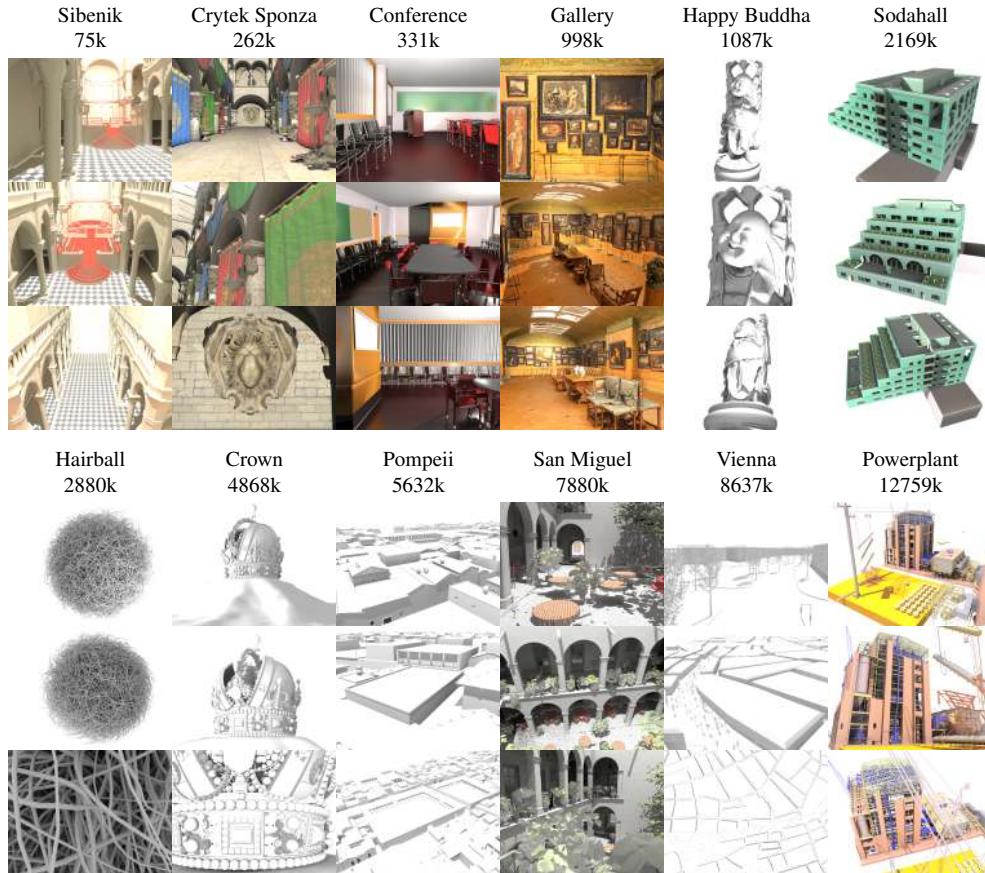 Sibenik
75k
Crytek Sponza
262k
Conference
331k
Gallery
998k
Happy Buddha
1087k
Sodahall
2169k
Hairball
2880k
Crown
4868k
Pompeii
5632k
San Miguel
7880k
Vienna
8637k
Powerplant
12759k